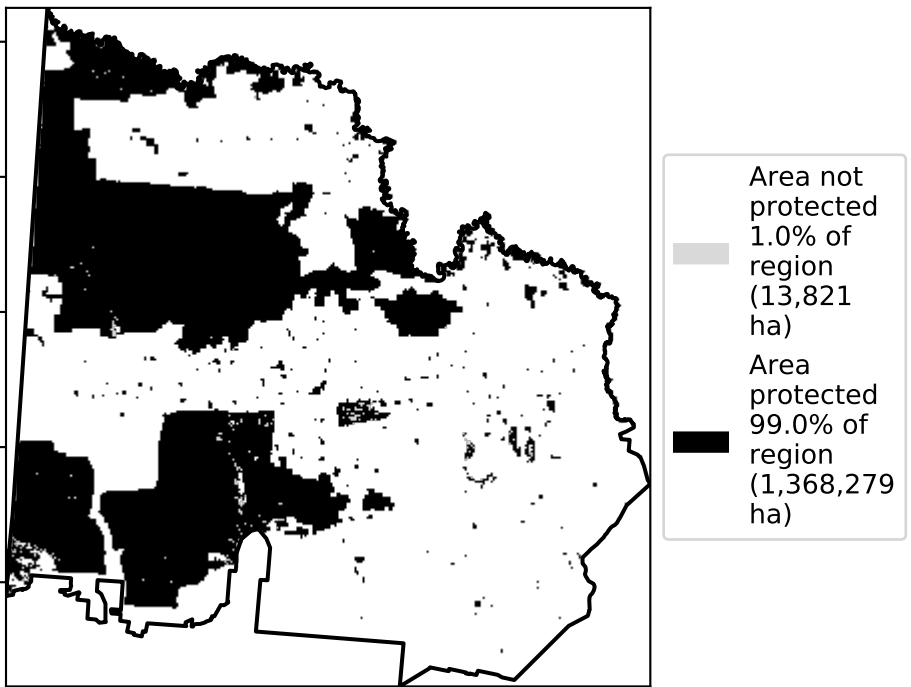 Area not
protected
1.0% of
region
(13,821
ha)
Area
protected
99.0% of
region
(1,368,279
ha)